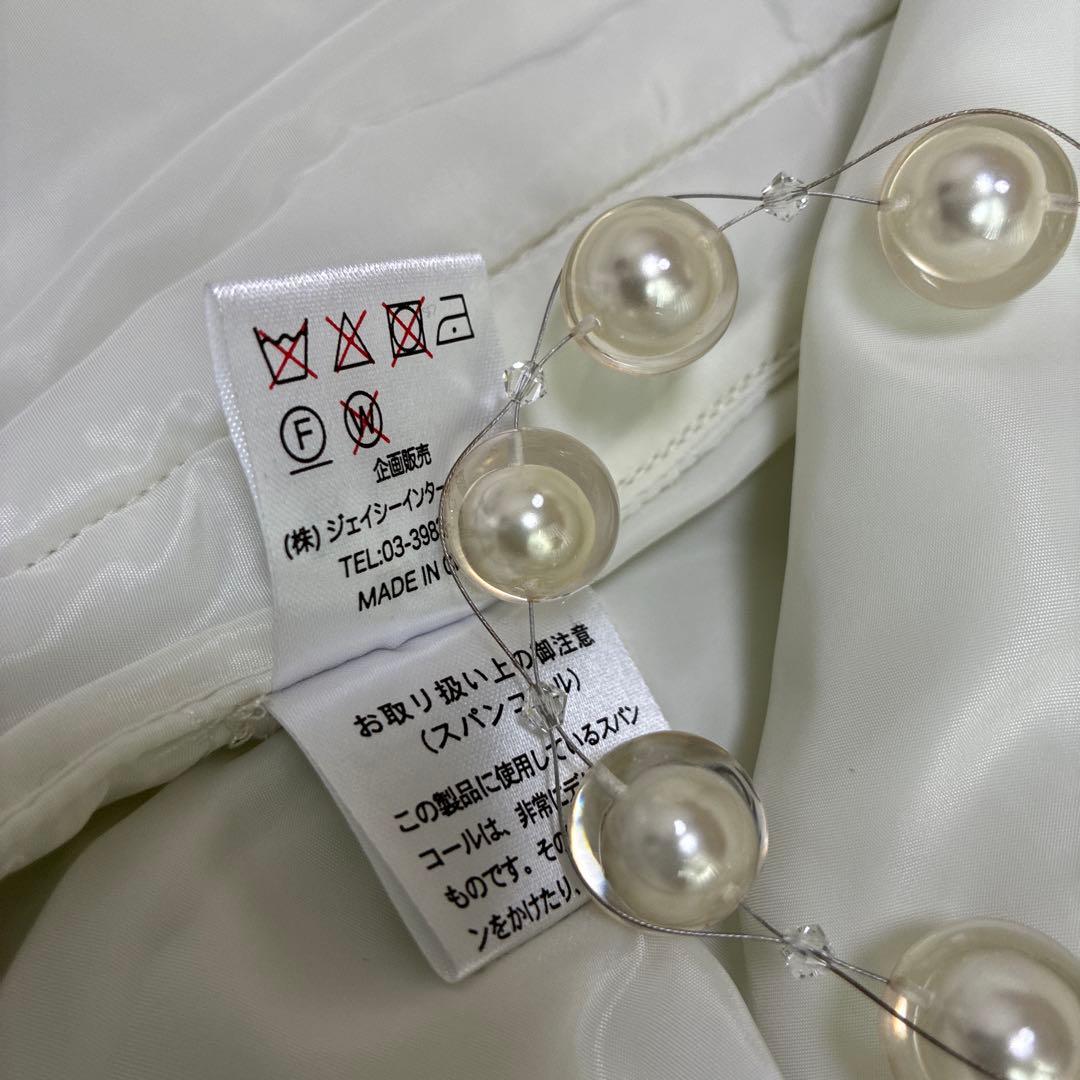 F W
企画販売
(株) ジェイシーインター
TEL:03-398
MADE IN
お取り扱い上の御注意
(スパンコール)
この製品に使用しているスパン
コールは、非常に
ものです。その
ンをかけたり、